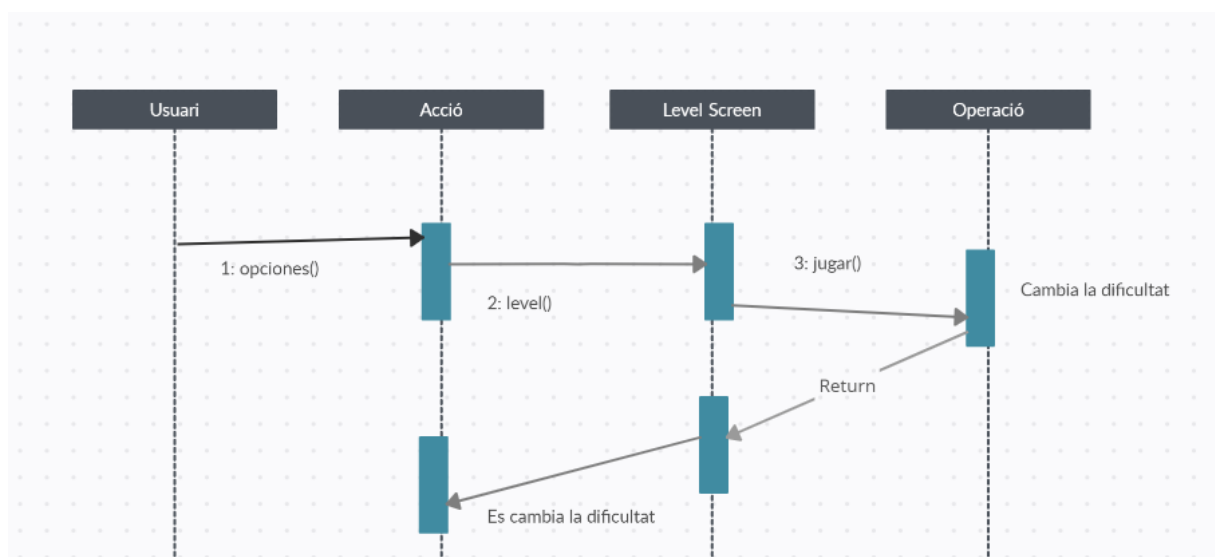 Usuari
Acció
Level Screen
Operació
1: opciones()
2: level()
3: jugar()
Cambia la dificultat
Return
Es cambia la dificultat